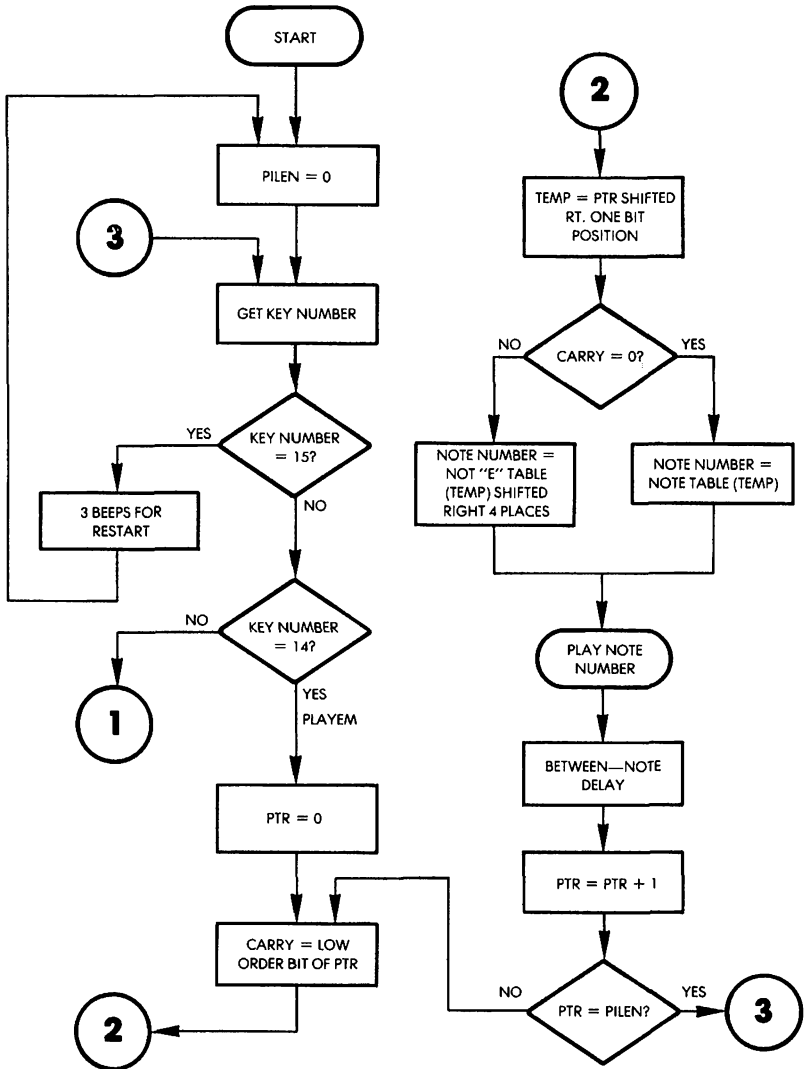 START
PILEN = 0
3
GET KEY NUMBER
KEY NUMBER
= 15?
YES
NO
3 BEEPS FOR
RESTART
KEY NUMBER
= 14?
NO
YES
PLAYEM
1
PTR = 0
CARRY = LOW
ORDER BIT OF PTR
2
2
TEMP = PTR SHIFTED
RT. ONE BIT
POSITION
CARRY = 0?
NO
YES
NOTE NUMBER =
NOT "E" TABLE
(TEMP) SHIFTED
RIGHT 4 PLACES
NOTE NUMBER =
NOTE TABLE (TEMP)
PLAY NOTE
NUMBER
BETWEEN—NOTE
DELAY
PTR = PTR + 1
PTR = PILEN?
NO
YES
3